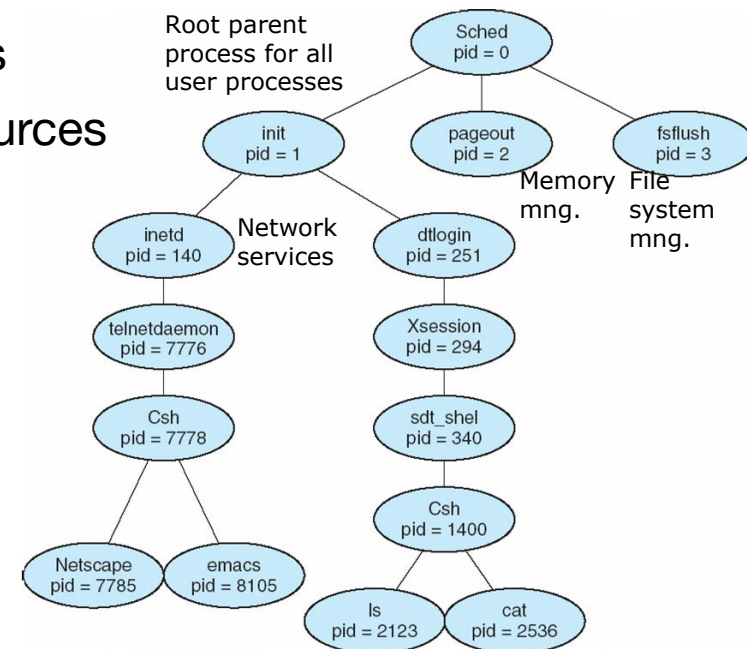 s
urces
Root parent
process for all
user processes
Sched
pid = 0
init
pid = 1
pageout
pid = 2
fsflush
pid = 3
Memory
mng.
File
system
mng.
inetd
pid = 140
Network
services
dtlogin
pid = 251
telnetdaemon
pid = 7776
Xsession
pid = 294
Csh
pid = 7778
sdt_shel
pid = 340
Csh
pid = 1400
Netscape
pid = 7785
emacs
pid = 8105
ls
pid = 2123
cat
pid = 2536